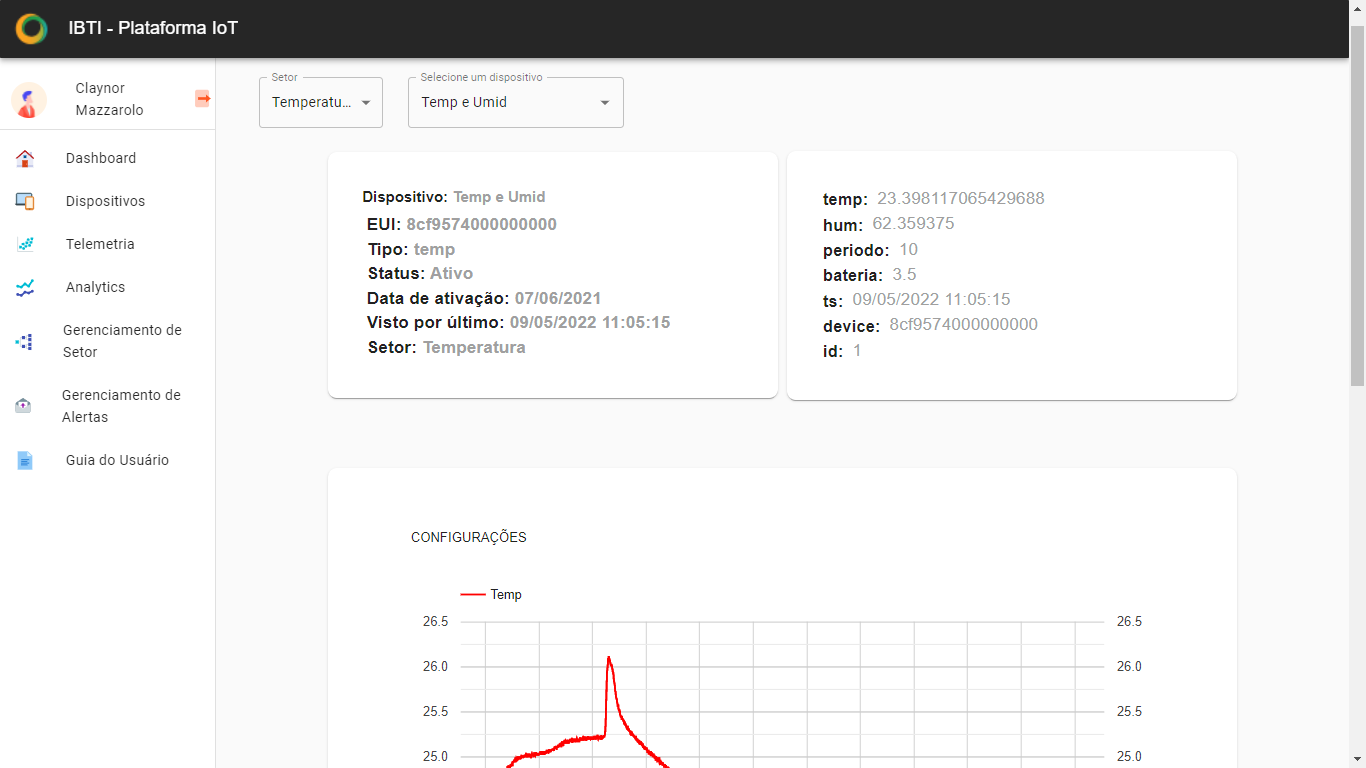 IBTI - Plataforma IoT
Claynor
Mazzarolo
Dashboard
Dispositivos
Telemetria
Analytics
Gerenciamento de
Setor
Gerenciamento de
Alertas
Guia do Usuário
Setor
Temperatu...
Selecione um dispositivo
Temp e Umid
Dispositivo: Temp e Umid
EUI: 8cf9574000000000
Tipo: temp
Status: Ativo
Data de ativação: 07/06/2021
Visto por último: 09/05/2022 11:05:15
Setor: Temperatura
temp: 23.398117065429688
hum: 62.359375
periodo: 10
bateria: 3.5
ts: 09/05/2022 11:05:15
device: 8cf9574000000000
id: 1
CONFIGURAÇÕES
Temp
26.5 26.5
26.0 26.0
25.5 25.5
25.0 25.0